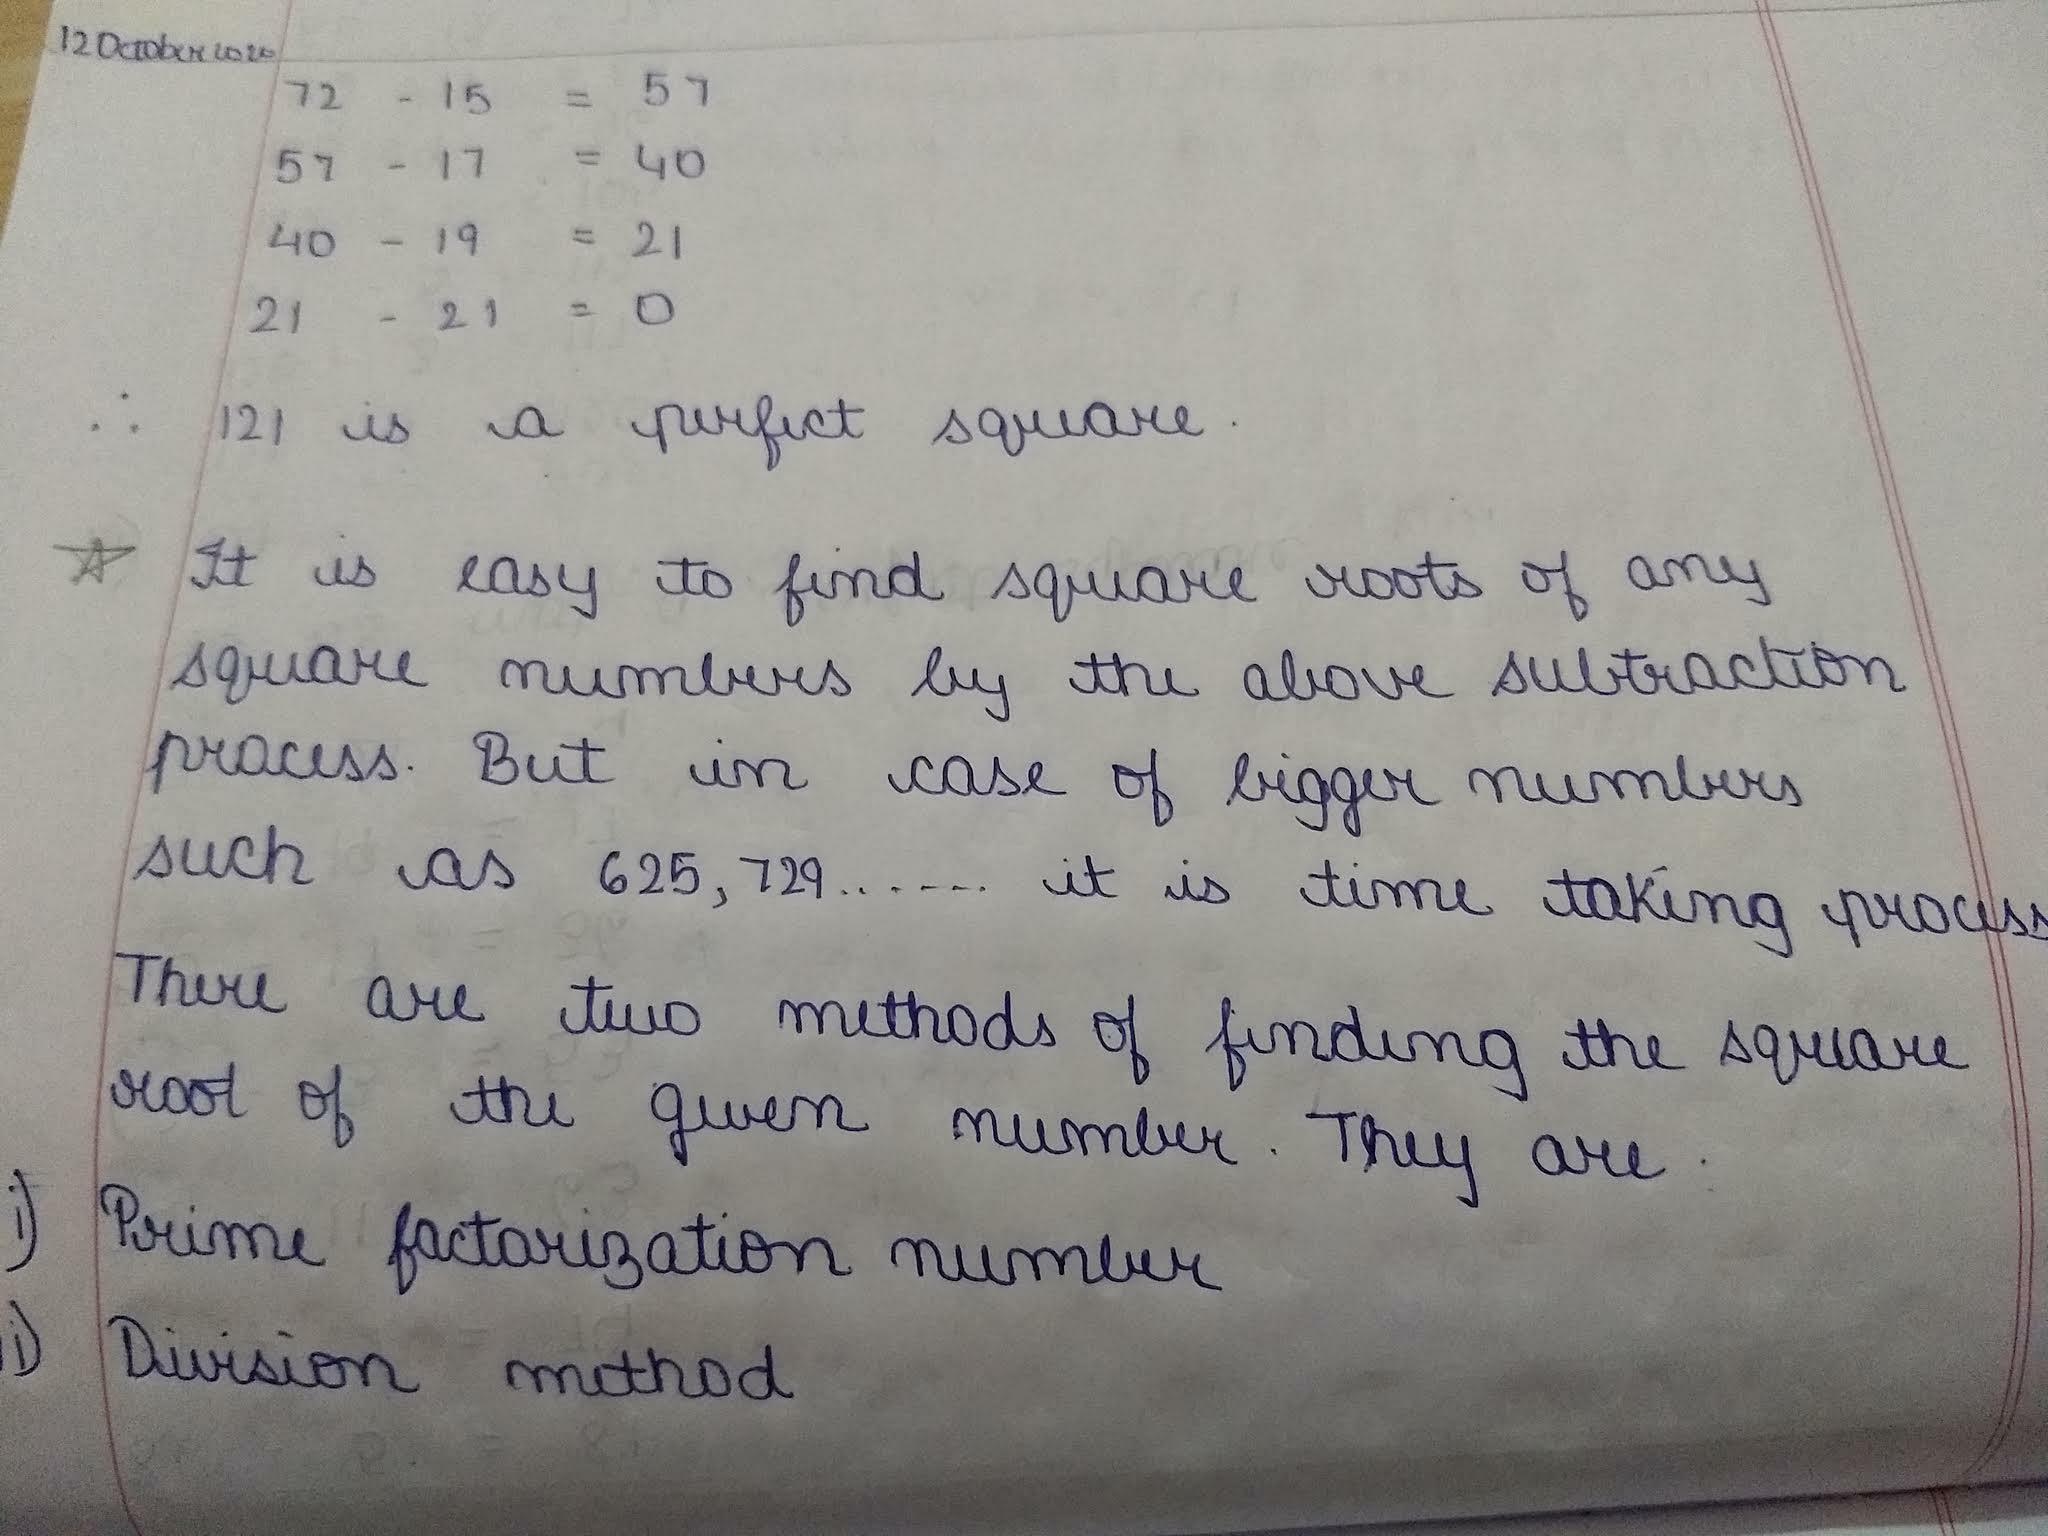 12 October 2020
72 - 15 = 57
57 - 17 = 40
40 - 19 = 21
21 - 21 = 0
∴ 121 is a perfect square.
☆ It is easy to find square roots of any
square numbers by the above subtraction
process. But in case of bigger numbers
such as 625, 729........ it is time taking process
There are two methods of finding the square
root of the given number. They are.
i) Prime factorization number
ii) Division method